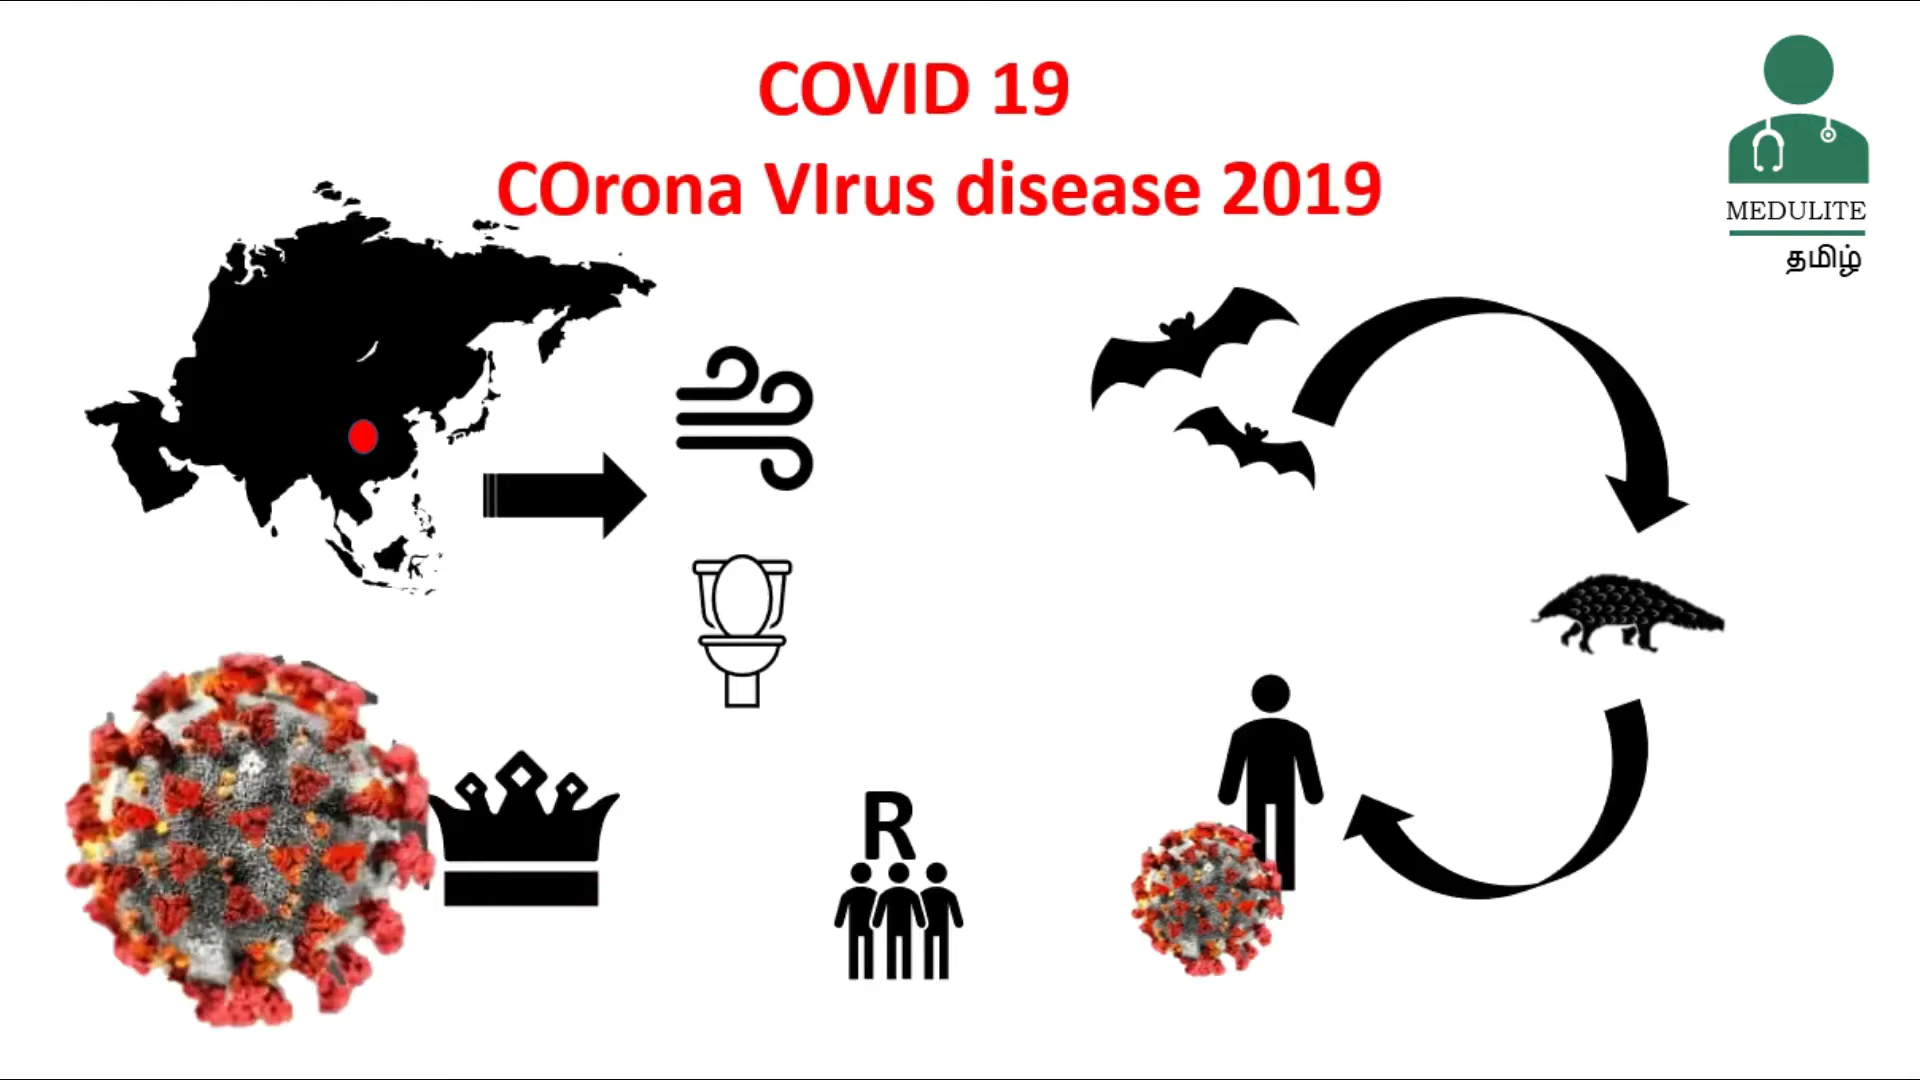 COVID 19
COrona VIrus disease 2019
MEDULITE
தமிழ்
R